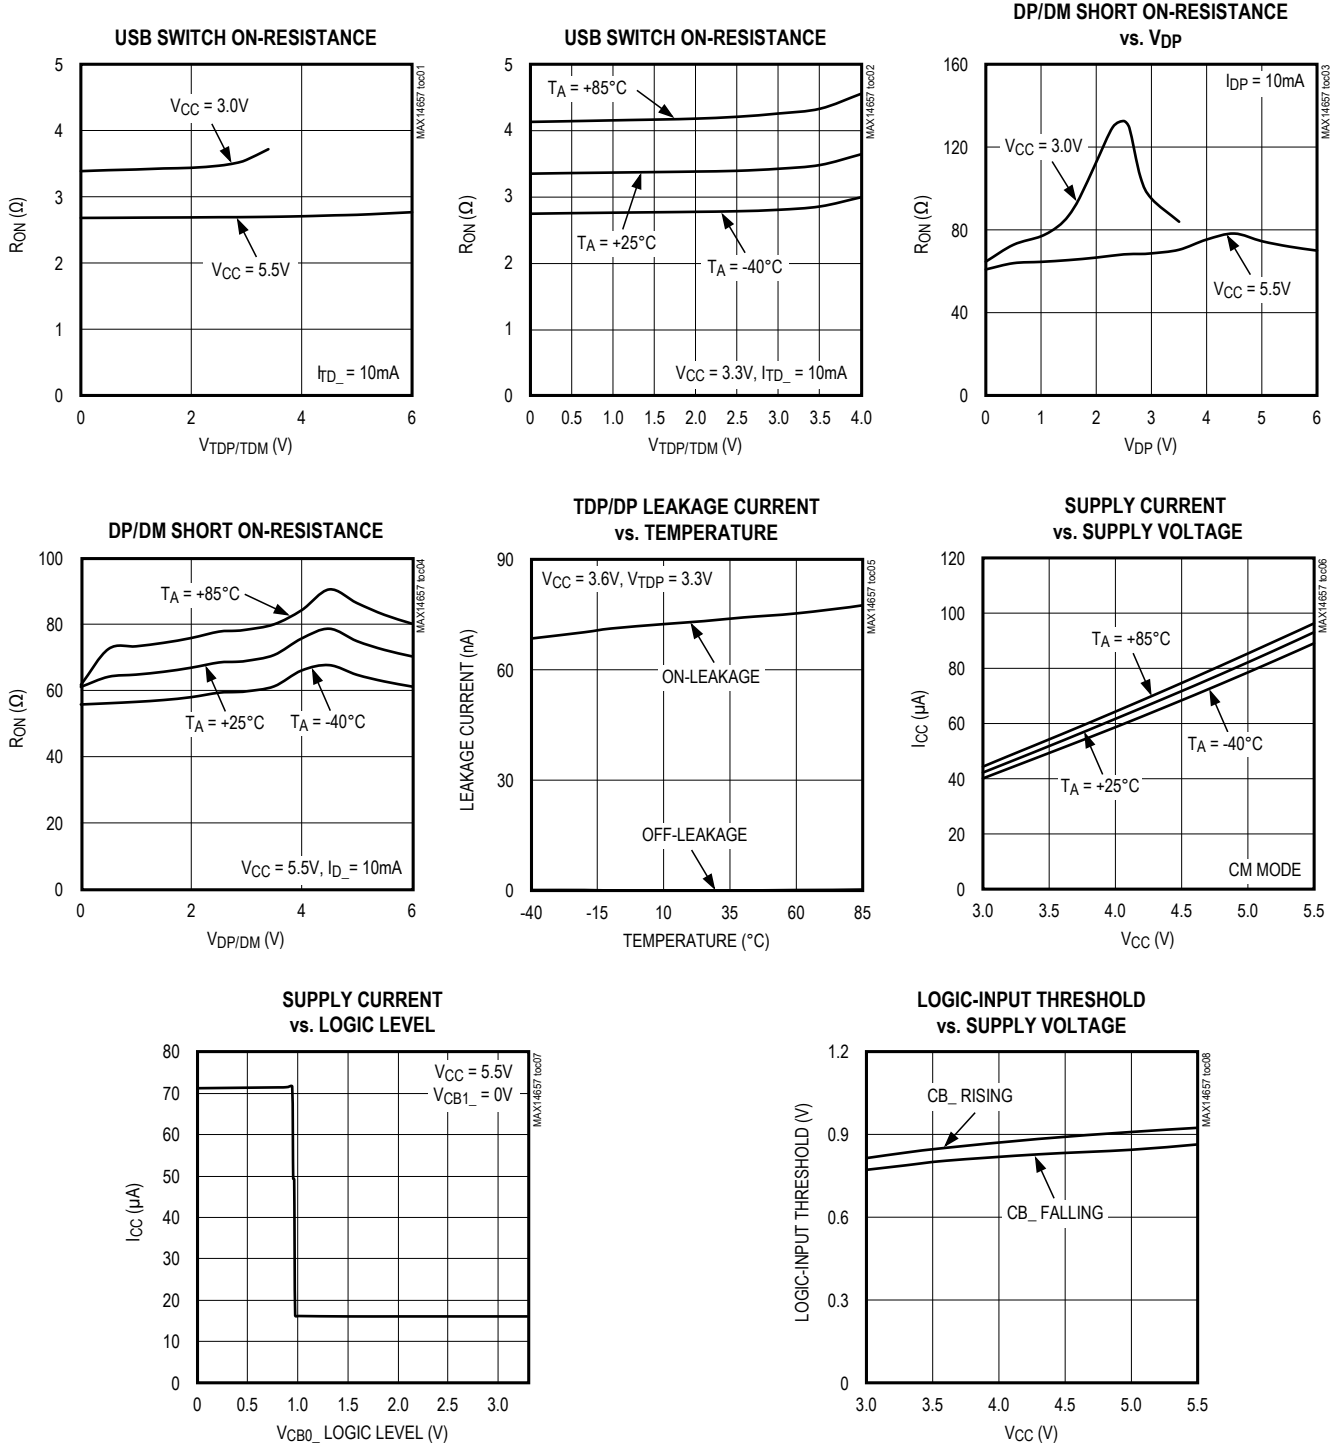 USB SWITCH ON-RESISTANCE
5
4
3
2
1
0
RON (Ω)
VCC = 3.0V
VCC = 5.5V
ITD_ = 10mA
0 2 4 6
VTDP/TDM (V)
MAX14657 toc01
USB SWITCH ON-RESISTANCE
5
4
3
2
1
0
RON (Ω)
TA = +85°C
TA = +25°C
TA = -40°C
VCC = 3.3V, ITD_ = 10mA
0 0.5 1.0 1.5 2.0 2.5 3.0 3.5 4.0
VTDP/TDM (V)
MAX14657 toc02
DP/DM SHORT ON-RESISTANCE
vs. VDP
160
120
80
40
0
RON (Ω)
IDP = 10mA
VCC = 3.0V
VCC = 5.5V
0 1 2 3 4 5 6
VDP (V)
MAX14657 toc03
DP/DM SHORT ON-RESISTANCE
100
80
60
40
20
0
RON (Ω)
TA = +85°C
TA = +25°C
TA = -40°C
VCC = 5.5V, ID_ = 10mA
0 2 4 6
VDP/DM (V)
MAX14657 toc04
TDP/DP LEAKAGE CURRENT
vs. TEMPERATURE
90
60
30
0
LEAKAGE CURRENT (nA)
VCC = 3.6V, VTDP = 3.3V
ON-LEAKAGE
OFF-LEAKAGE
-40 -15 10 35 60 85
TEMPERATURE (°C)
MAX14657 toc05
SUPPLY CURRENT
vs. SUPPLY VOLTAGE
120
100
80
60
40
20
0
ICC (µA)
TA = +85°C
TA = -40°C
TA = +25°C
CM MODE
3.0 3.5 4.0 4.5 5.0 5.5
VCC (V)
MAX14657 toc06
SUPPLY CURRENT
vs. LOGIC LEVEL
80
70
60
50
40
30
20
10
0
ICC (µA)
VCC = 5.5V
VCB1_ = 0V
0 0.5 1.0 1.5 2.0 2.5 3.0
VCB0_ LOGIC LEVEL (V)
MAX14657 toc07
LOGIC-INPUT THRESHOLD
vs. SUPPLY VOLTAGE
1.2
0.9
0.6
0.3
0
LOGIC-INPUT THRESHOLD (V)
CB_ RISING
CB_ FALLING
3.0 3.5 4.0 4.5 5.0 5.5
VCC (V)
MAX14657 toc08